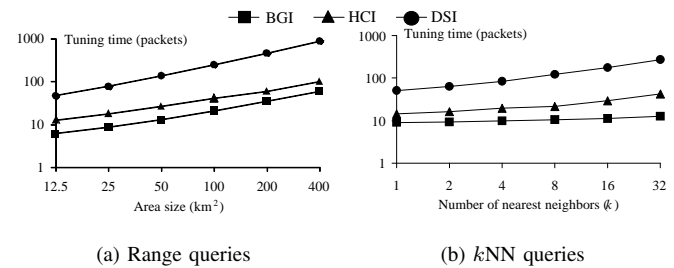 BGI HCI DSI
Tuning time (packets)
1000
100
10
1
12.5 25 50 100 200 400
Area size (km²)
(a) Range queries
Tuning time (packets)
1000
100
10
1
1 2 4 8 16 32
Number of nearest neighbors (k)
(b) kNN queries